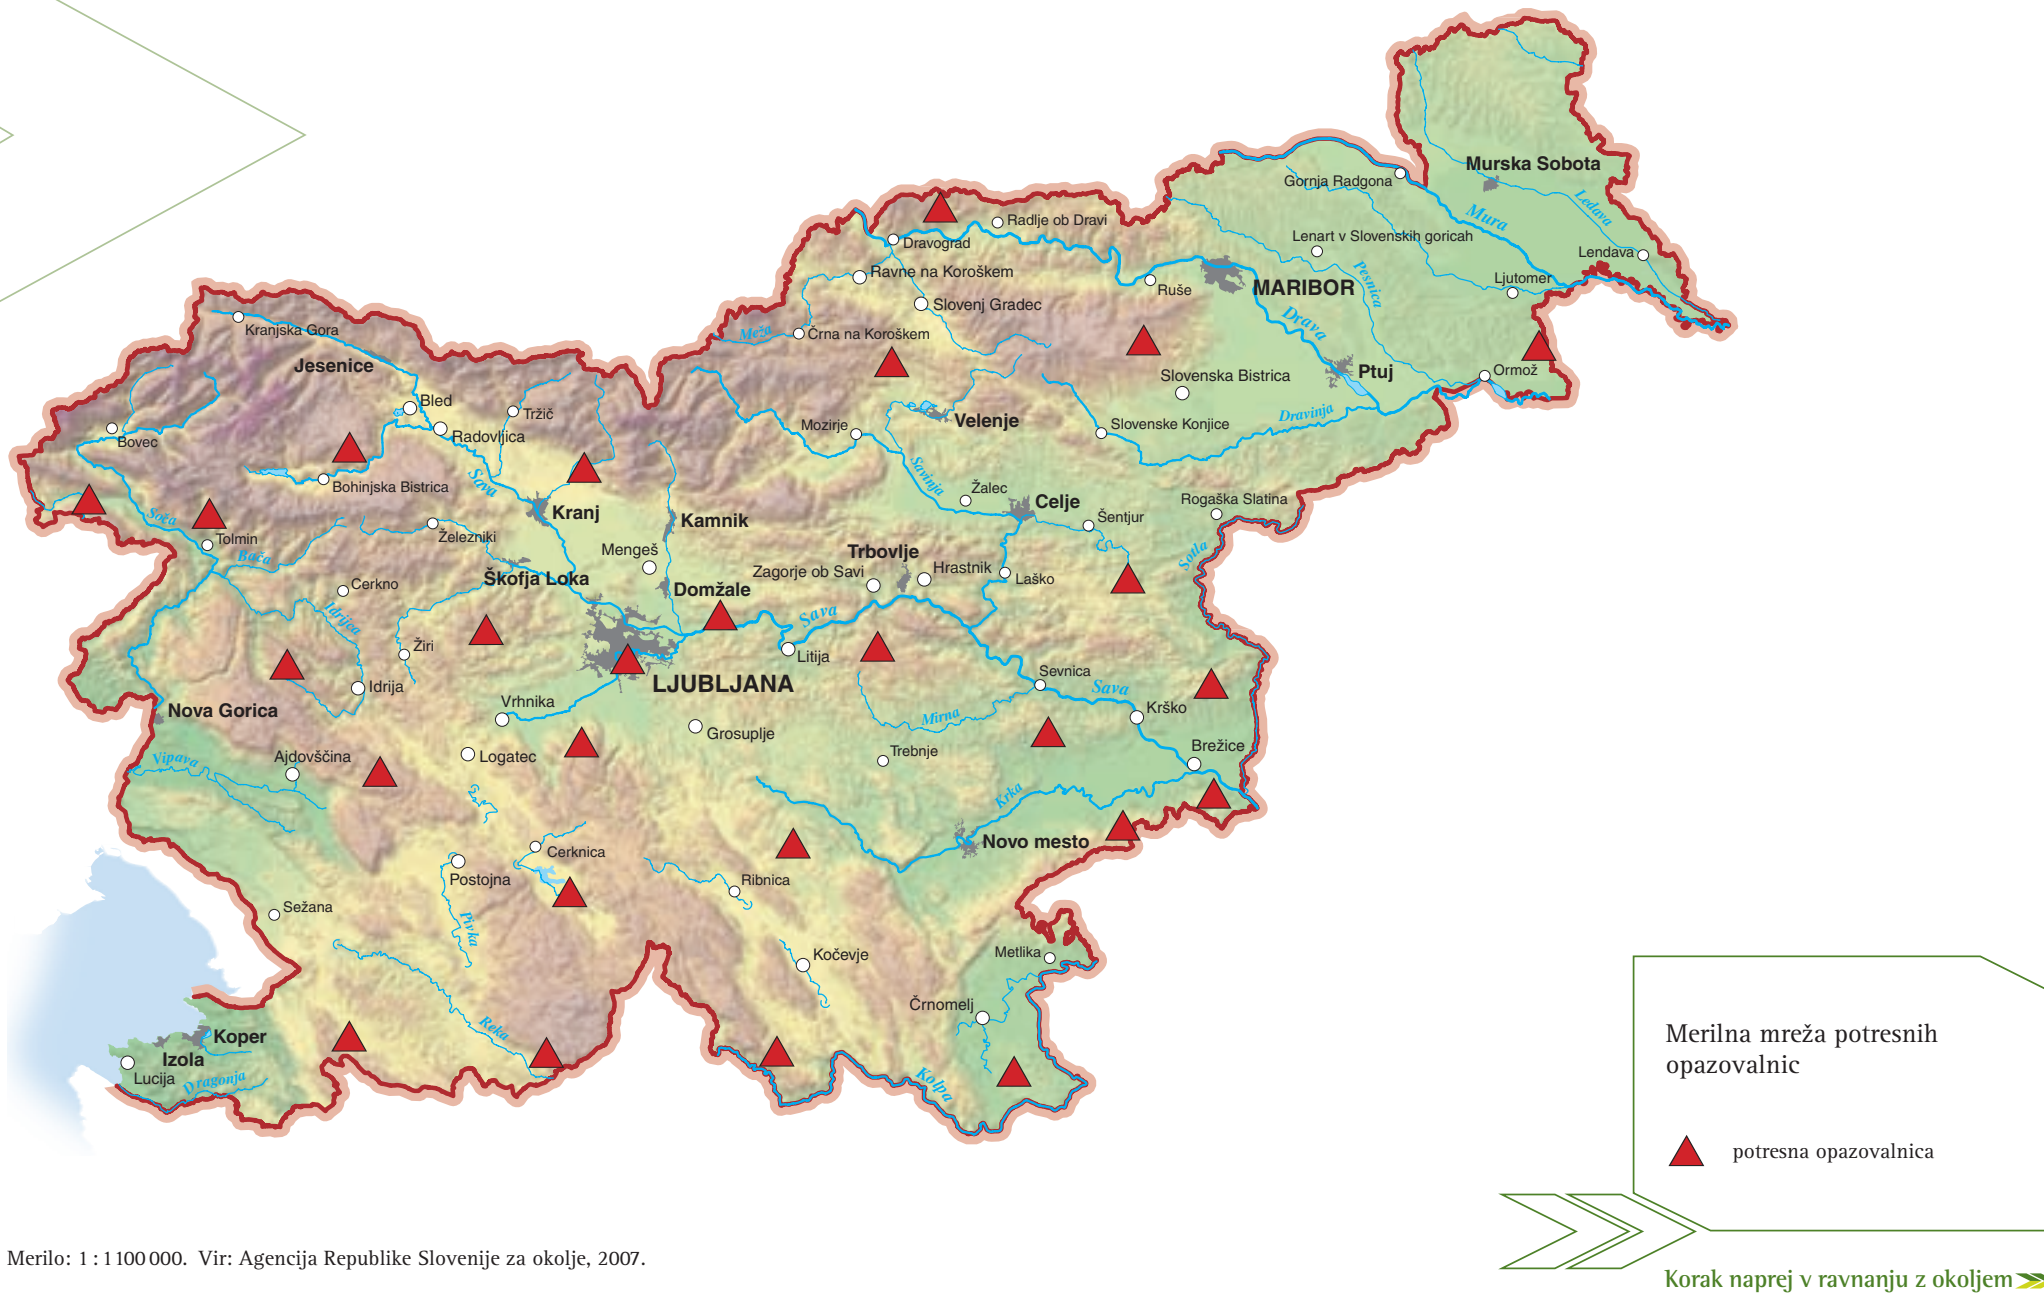 Murska Sobota
Gornja Radgona
Mura
Ledava
Radlje ob Dravi
Dravograd
Lenart v Slovenskih goricah
Lendava
Pesnica
Ravne na Koroškem
Ljutomer
MARIBOR
Ruše
Slovenj Gradec
Kranjska Gora
Meža
Črna na Koroškem
Drava
Jesenice
Ptuj
Ormož
Slovenska Bistrica
Bled
Tržič
Velenje
Dravinja
Mozirje
Slovenske Konjice
Bovec
Radovljica
Sava
Savinja
Bohinjska Bistrica
Žalec
Celje
Rogaška Slatina
Soča
Kranj
Kamnik
Šentjur
Tolmin
Železniki
Bača
Mengeš
Trbovlje
Sotla
Škofja Loka
Zagorje ob Savi
Hrastnik
Laško
Cerkno
Domžale
Idrijca
Sava
Žiri
Litija
Idrija
LJUBLJANA
Sevnica
Sava
Nova Gorica
Vrhnika
Krško
Mirna
Grosuplje
Vipava
Ajdovščina
Logatec
Trebnje
Brežice
Krka
Novo mesto
Cerknica
Postojna
Ribnica
Sežana
Pivka
Kočevje
Metlika
Črnomelj
Reka
Koper
Izola
Lucija
Dragonja
Kolpa
Merilna mreža potresnih
opazovalnic
potresna opazovalnica
Merilo: 1 : 1 100 000. Vir: Agencija Republike Slovenije za okolje, 2007.
Korak naprej v ravnanju z okoljem